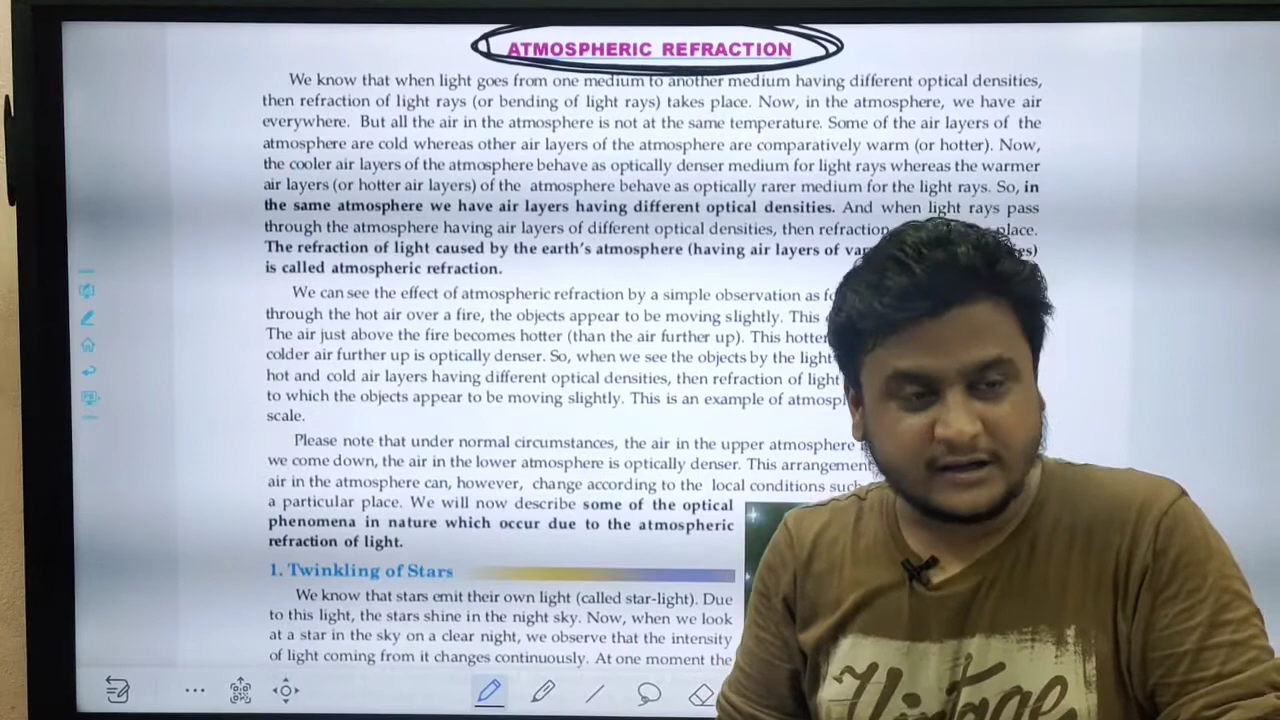 ATMOSPHERIC REFRACTION
We know that when light goes from one medium to another medium having different optical densities,
then refraction of light rays (or bending of light rays) takes place. Now, in the atmosphere, we have air
everywhere. But all the air in the atmosphere is not at the same temperature. Some of the air layers of the
atmosphere are cold whereas other air layers of the atmosphere are comparatively warm (or hotter). Now,
the cooler air layers of the atmosphere behave as optically denser medium for light rays whereas the warmer
air layers (or hotter air layers) of the atmosphere behave as optically rarer medium for the light rays. So, in
the same atmosphere we have air layers having different optical densities. And when light rays pass
through the atmosphere having air layers of different optical densities, then refraction place.
The refraction of light caused by the earth's atmosphere (having air layers of
is called atmospheric refraction.
We can see the effect of atmospheric refraction by a simple observation as
through the hot air over a fire, the objects appear to be moving slightly. This
The air just above the fire becomes hotter (than the air further up). This hotter
colder air further up is optically denser. So, when we see the objects by the light
hot and cold air layers having different optical densities, then refraction of light
to which the objects appear to be moving slightly. This is an example of
scale.
Please note that under normal circumstances, the air in the upper atmosphere
we come down, the air in the lower atmosphere is optically denser. This arrangement
air in the atmosphere can, however, change according to the local conditions such
a particular place. We will now describe some of the optical
phenomena in nature which occur due to the atmospheric
refraction of light.
1. Twinkling of Stars
We know that stars emit their own light (called star-light). Due
to this light, the stars shine in the night sky. Now, when we look
at a star in the sky on a clear night, we observe that the intensity
of light coming from it changes continuously. At one moment the
Vintage